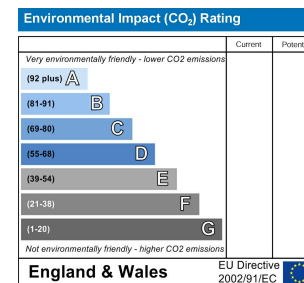 Environmental Impact (CO₂) Rating
Current Potent
Very environmentally friendly - lower CO2 emissions
(92 plus) A
(81-91) B
(69-80) C
(55-68) D
(39-54) E
(21-38) F
(1-20) G
Not environmentally friendly - higher CO2 emissions
England & Wales
EU Directive
2002/91/EC